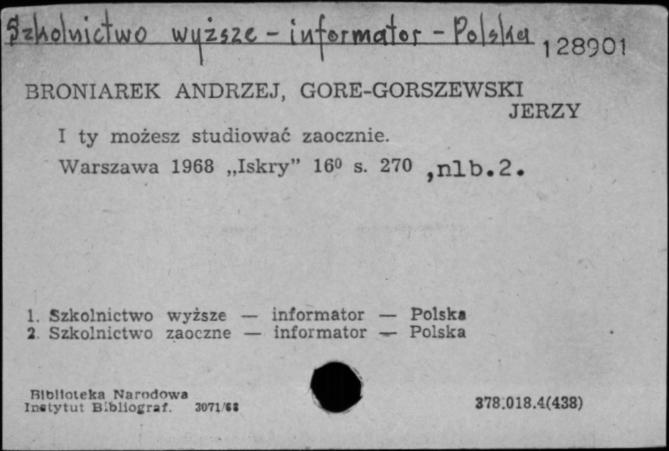 Szkolnictwo wyższe - informator - Polska
128901
BRONIAREK ANDRZEJ, GORE-GORSZEWSKI
JERZY
I ty możesz studiować zaocznie.
Warszawa 1968 „Iskry” 16⁰ s. 270 ,nlb.2.
1. Szkolnictwo wyższe — informator — Polska
2. Szkolnictwo zaoczne — informator — Polska
Biblioteka Narodowa
Instytut Bibliograf. 3071/68
378.018.4(438)